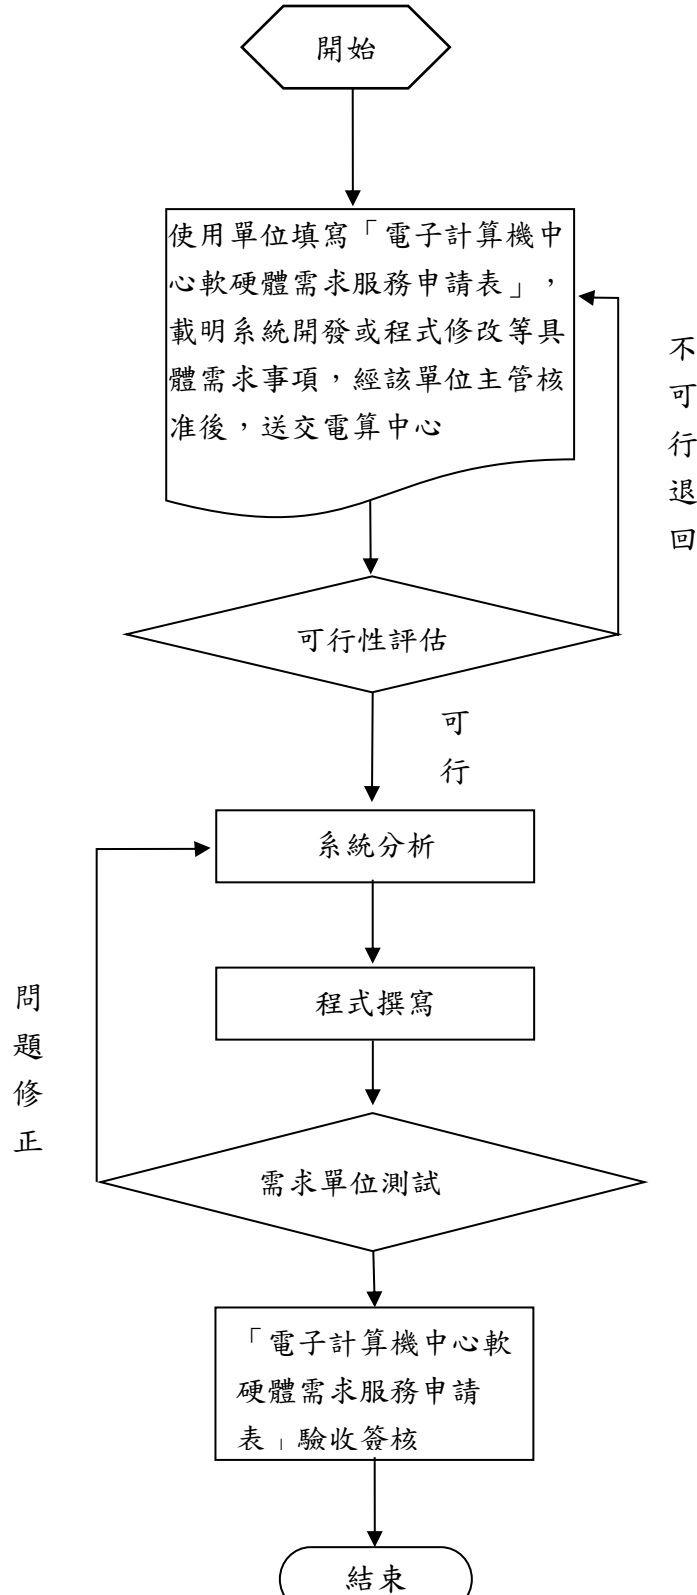 開始
使用單位填寫「電子計算機中
心軟硬體需求服務申請表」，
載明系統開發或程式修改等具
體需求事項，經該單位主管核
准後，送交電算中心
不可行退回
可行性評估
可行
系統分析
程式撰寫
問題修正
需求單位測試
「電子計算機中心軟
硬體需求服務申請
表」驗收簽核
結束